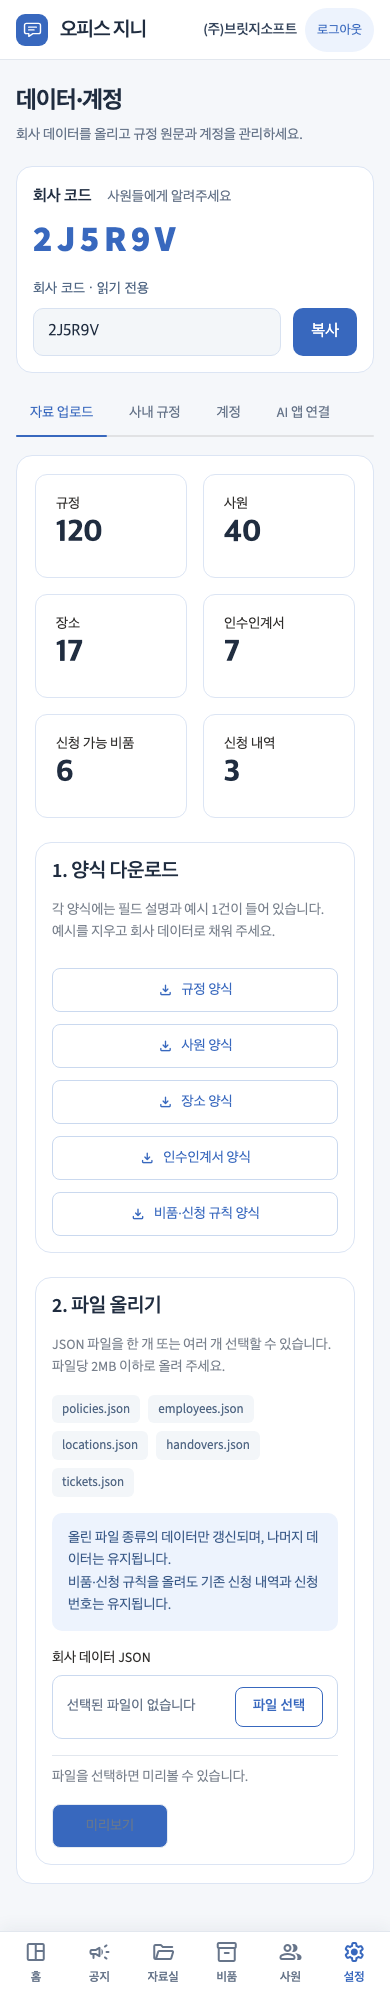 오피스 지니
(주)브릿지소프트
로그아웃
데이터·계정
회사 데이터를 올리고 규정 원문과 계정을 관리하세요.
회사 코드 사원들에게 알려주세요
2J5R9V
회사 코드 · 읽기 전용
2J5R9V
복사
자료 업로드
사내 규정
계정
AI 앱 연결
규정
120
사원
40
장소
17
인수인계서
7
신청 가능 비품
6
신청 내역
3
1. 양식 다운로드
각 양식에는 필드 설명과 예시 1건이 들어 있습니다.
예시를 지우고 회사 데이터로 채워 주세요.
규정 양식
사원 양식
장소 양식
인수인계서 양식
비품·신청 규칙 양식
2. 파일 올리기
JSON 파일을 한 개 또는 여러 개 선택할 수 있습니다.
파일당 2MB 이하로 올려 주세요.
policies.json
employees.json
locations.json
handovers.json
tickets.json
올린 파일 종류의 데이터만 갱신되며, 나머지 데
이터는 유지됩니다.
비품·신청 규칙을 올려도 기존 신청 내역과 신청
번호는 유지됩니다.
회사 데이터 JSON
선택된 파일이 없습니다
파일 선택
파일을 선택하면 미리볼 수 있습니다.
미리보기
홈
공지
자료실
비품
사원
설정